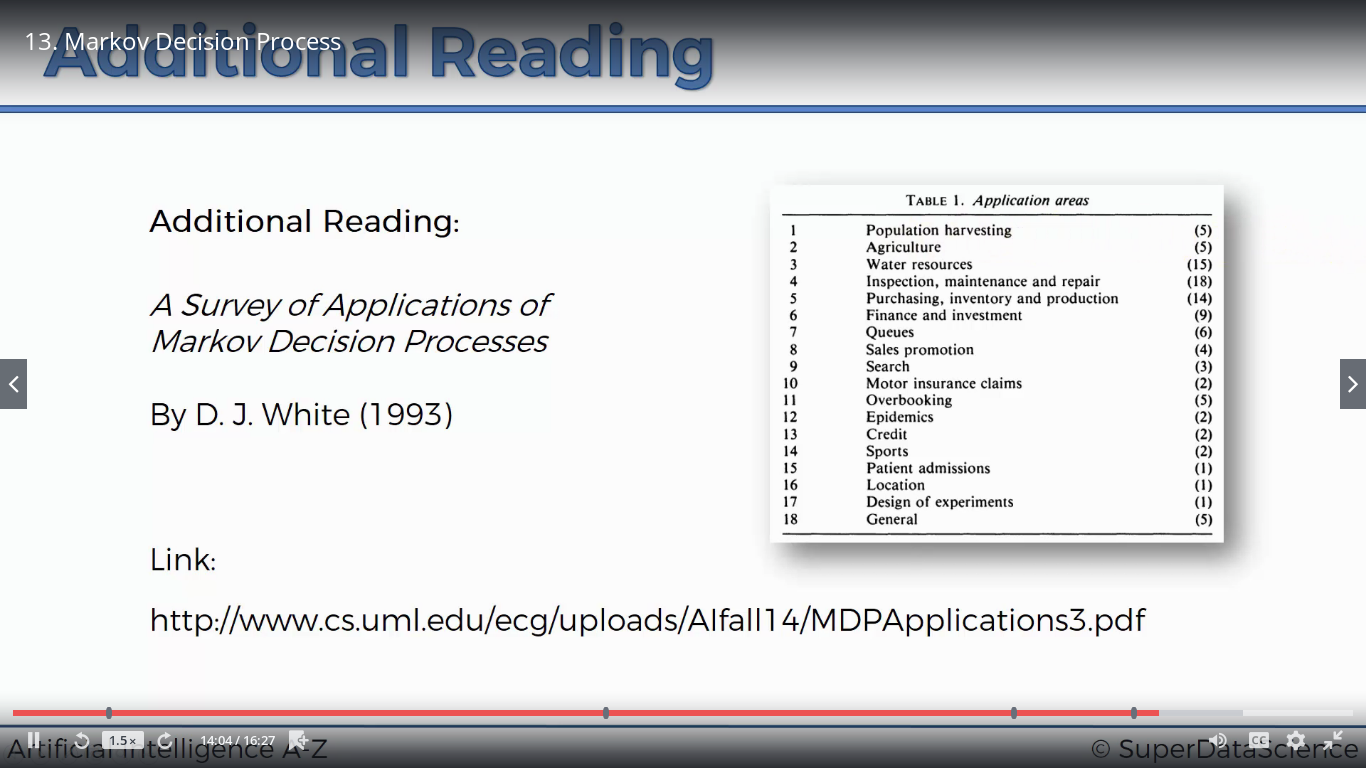 13. Markov Decision Process
Additional Reading
Additional Reading:
A Survey of Applications of
Markov Decision Processes
By D. J. White (1993)
TABLE 1. Application areas
1 Population harvesting (5)
2 Agriculture (5)
3 Water resources (15)
4 Inspection, maintenance and repair (18)
5 Purchasing, inventory and production (14)
6 Finance and investment (9)
7 Queues (6)
8 Sales promotion (4)
9 Search (3)
10 Motor insurance claims (2)
11 Overbooking (5)
12 Epidemics (2)
13 Credit (2)
14 Sports (2)
15 Patient admissions (1)
16 Location (1)
17 Design of experiments (1)
18 General (5)
Link:
http://www.cs.uml.edu/ecg/uploads/AIfall14/MDPApplications3.pdf
1.5×
14:04 / 16:27
CC
Artificial Intelligence A-Z
© SuperDataScience